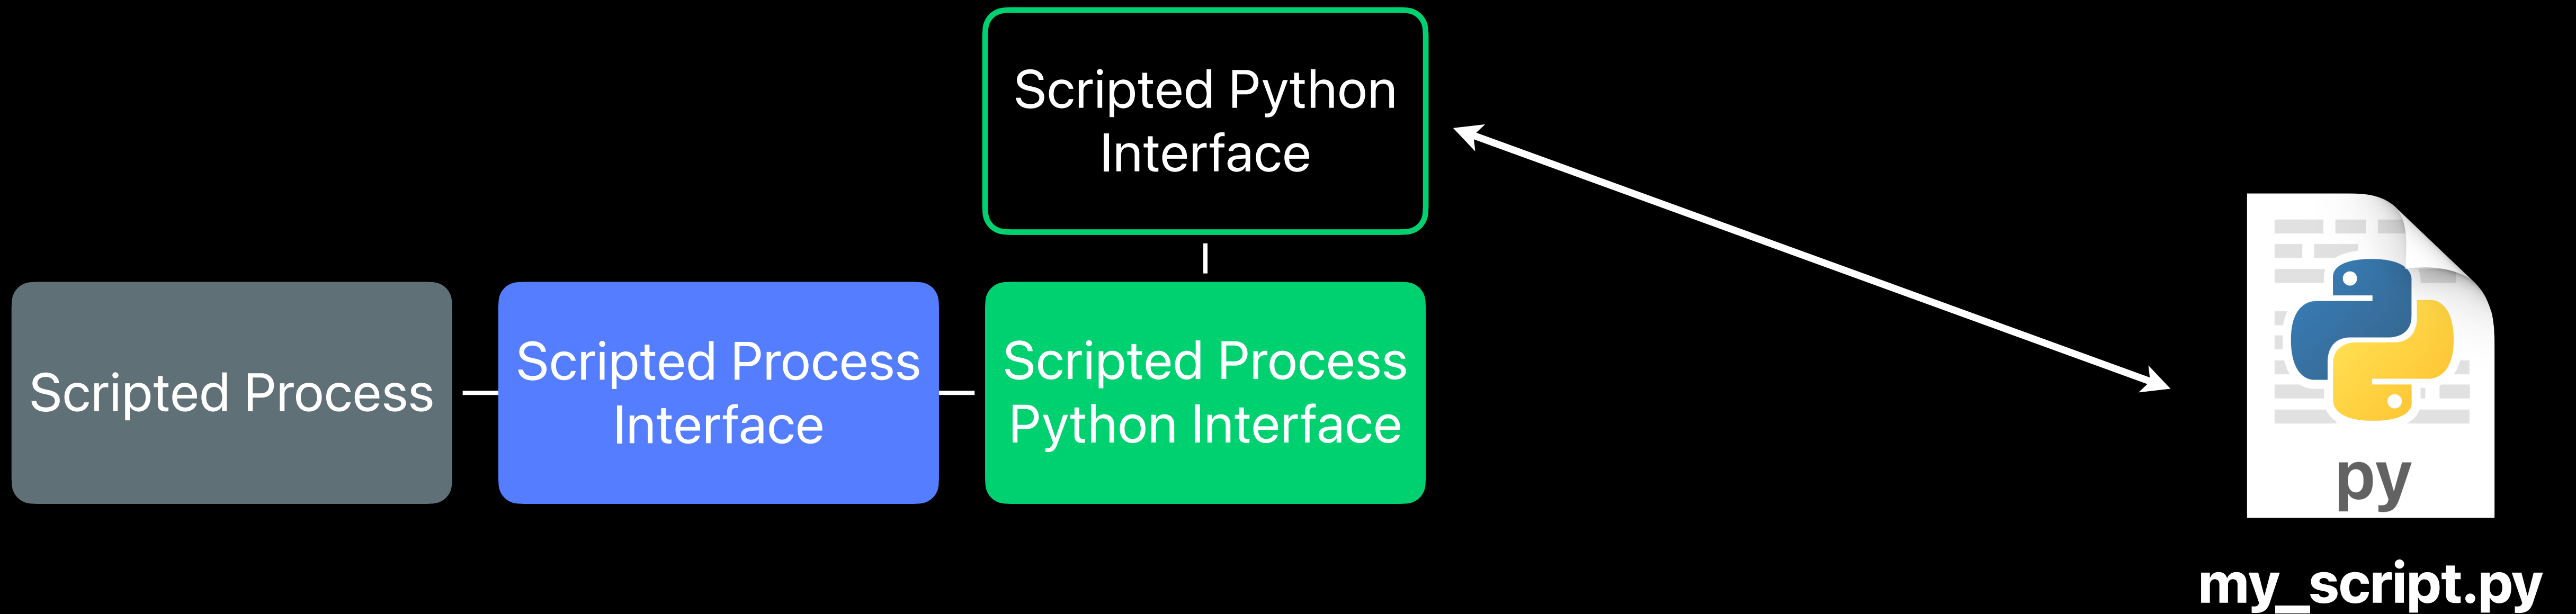 Scripted Python
Interface
Scripted Process
Scripted Process
Interface
Scripted Process
Python Interface
py
my_script.py